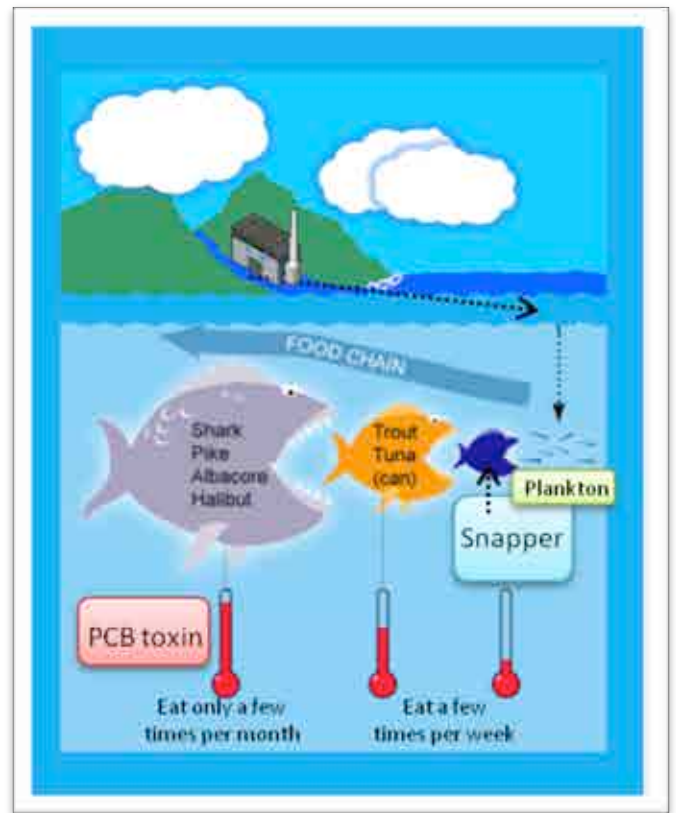 FOOD CHAIN
Shark
Pike
Albacore
Halibut
Trout
Tuna
(can)
Plankton
Snapper
PCB toxin
Eat only a few
times per month
Eat a few
times per week